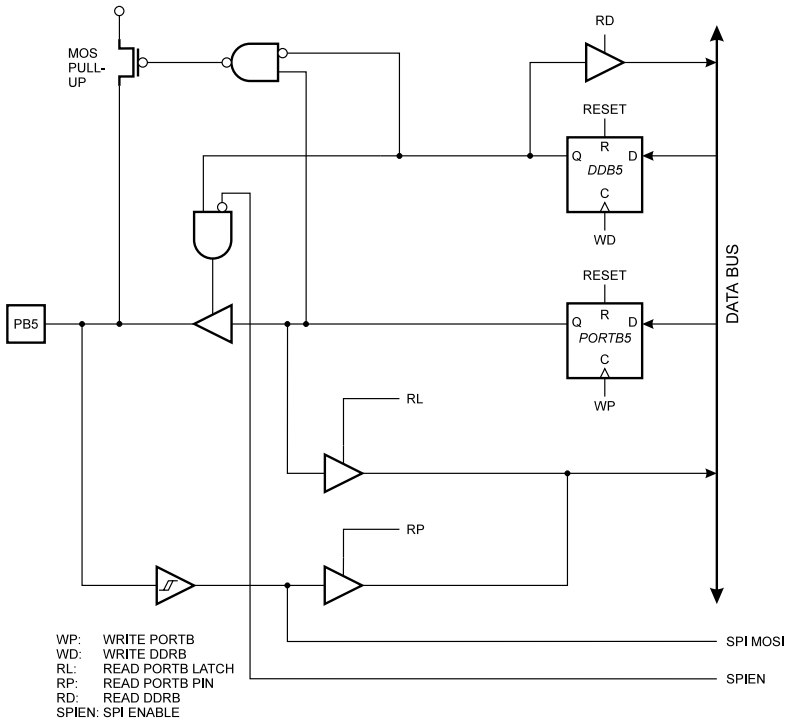 RD
MOS
PULL-
UP
RESET
R
Q
D
DDB5
C
WD
DATA BUS
RESET
R
PB5
Q
D
PORTB5
C
WP
RL
RP
WP: WRITE PORTB
WD: WRITE DDRB
RL: READ PORTB LATCH
RP: READ PORTB PIN
RD: READ DDRB
SPIEN: SPI ENABLE
SPI MOSI
SPIEN